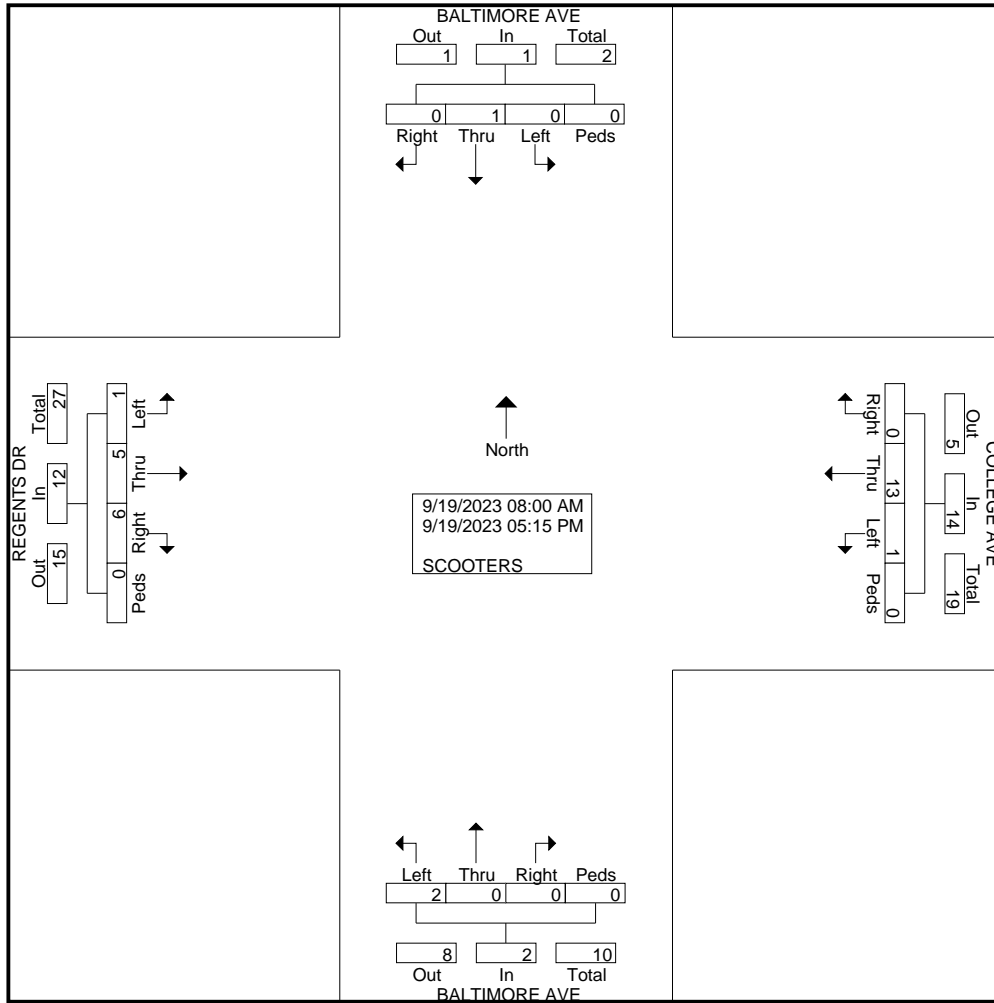 BALTIMORE AVE
Out In Total
1 1 2
0 1 0 0
Right Thru Left Peds
REGENTS DR
Total In Out
27 12 15
1 5 6 0
Left Thru Right Peds
North
9/19/2023 08:00 AM
9/19/2023 05:15 PM
SCOOTERS
Right Thru Left Peds
0 13 1 0
5 14 19
Out In Total
COLLEGE AVE
Left Thru Right Peds
2 0 0 0
8 2 10
Out In Total
BALTIMORE AVE